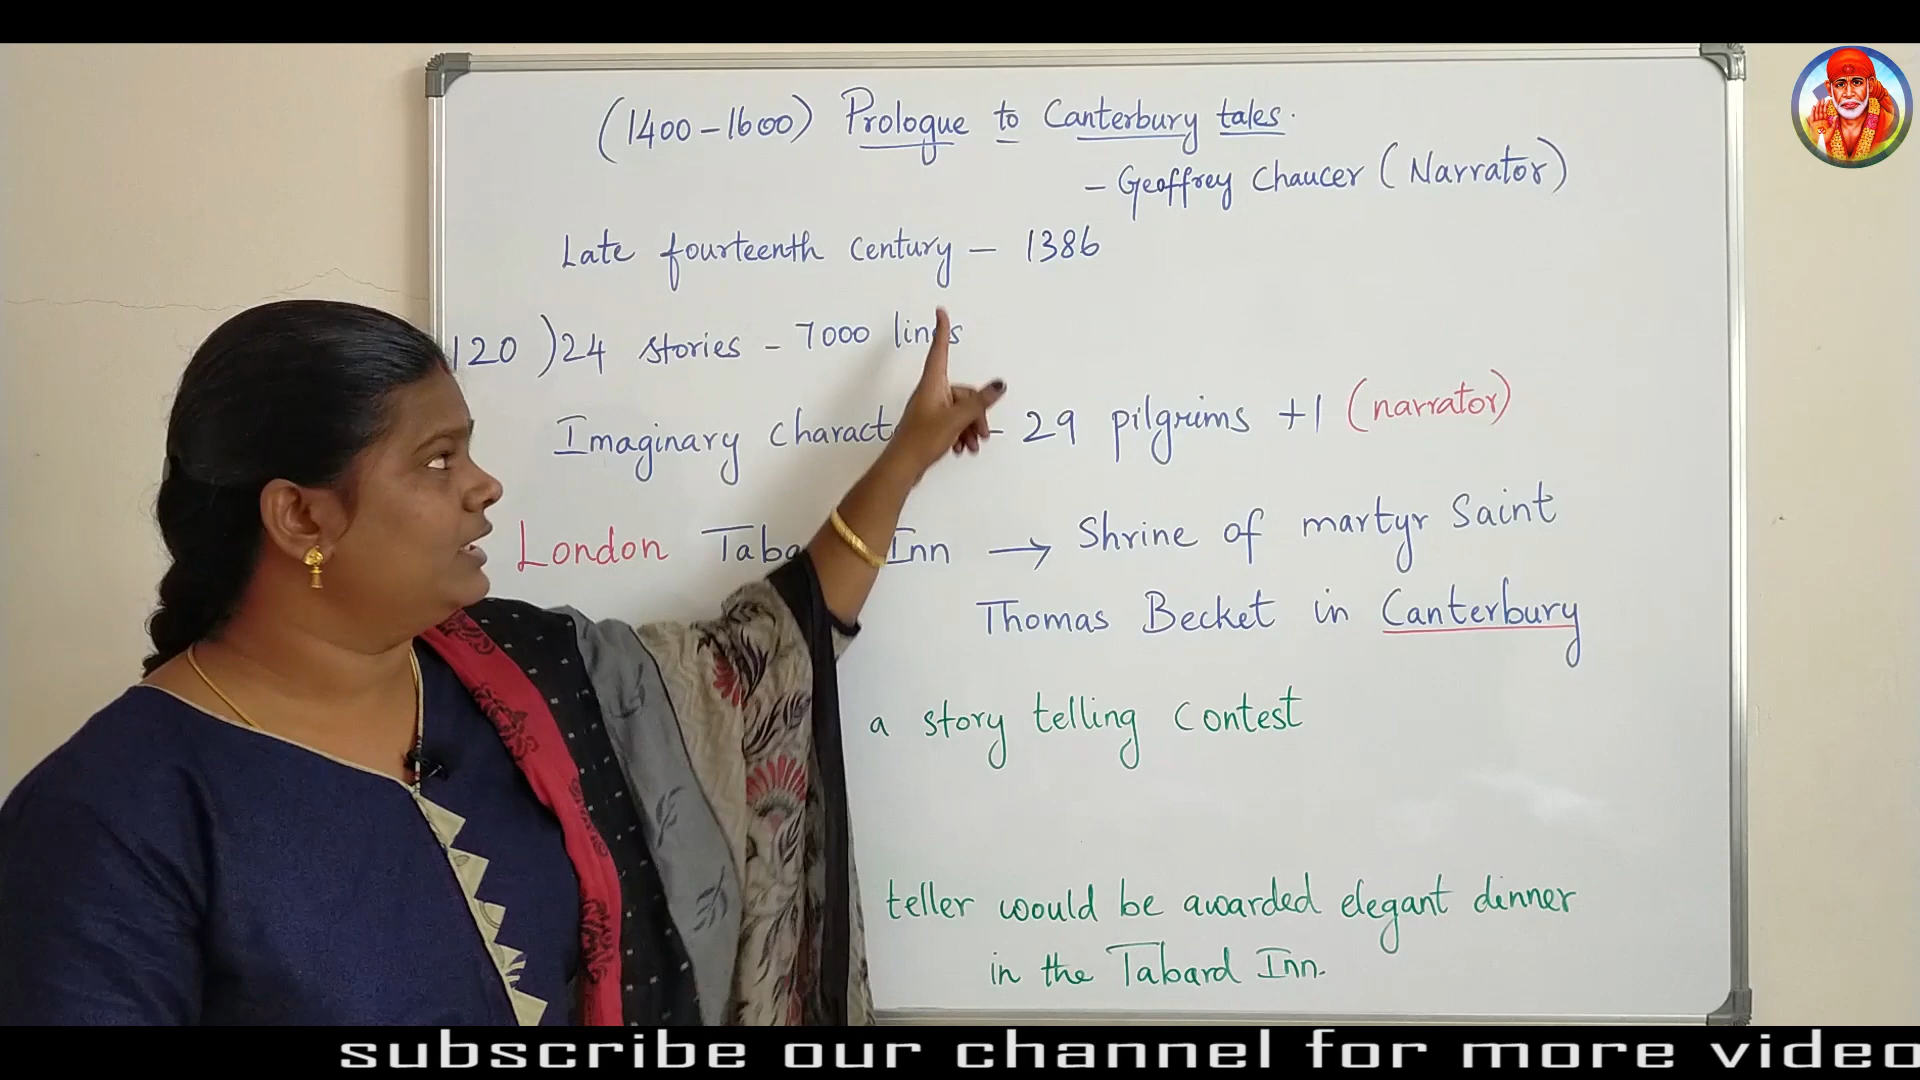 (1400-1600) Prologue to Canterbury tales.
- Geoffrey Chaucer (Narrator)
Late fourteenth century - 1386
120 ) 24 stories - 7000 lines
Imaginary charact - 29 pilgrims +1 (narrator)
London Taba Inn → Shrine of martyr Saint
Thomas Becket in Canterbury
a story telling contest
teller would be awarded elegant dinner
in the Tabard Inn.
subscribe our channel for more video